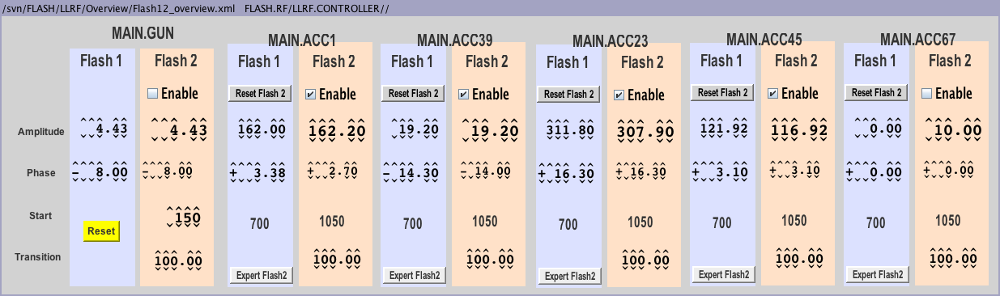 /svn/FLASH/LLRF/Overview/Flash12_overview.xml FLASH.RF/LLRF.CONTROLLER//
MAIN.GUN MAIN.ACC1 MAIN.ACC39 MAIN.ACC23 MAIN.ACC45 MAIN.ACC67
Flash 1 Flash 2 Flash 1 Flash 2 Flash 1 Flash 2 Flash 1 Flash 2 Flash 1 Flash 2 Flash 1 Flash 2
Enable Reset Flash 2 Enable Reset Flash 2 Enable Reset Flash 2 Enable Reset Flash 2 Enable Reset Flash 2 Enable
Amplitude 4.43 4.43 162.00 162.20 19.20 19.20 311.80 307.90 121.92 116.92 0.00 10.00
Phase - 8.00 - 8.00 + 3.38 + 2.70 - 14.30 - 14.00 + 16.30 + 16.30 + 3.10 + 3.10 + 0.00 + 0.00
Start 150 700 1050 700 1050 700 1050 700 1050 700 1050
Reset
Transition 100.00 100.00 100.00 100.00 100.00 100.00
Expert Flash2 Expert Flash2 Expert Flash2 Expert Flash2 Expert Flash2